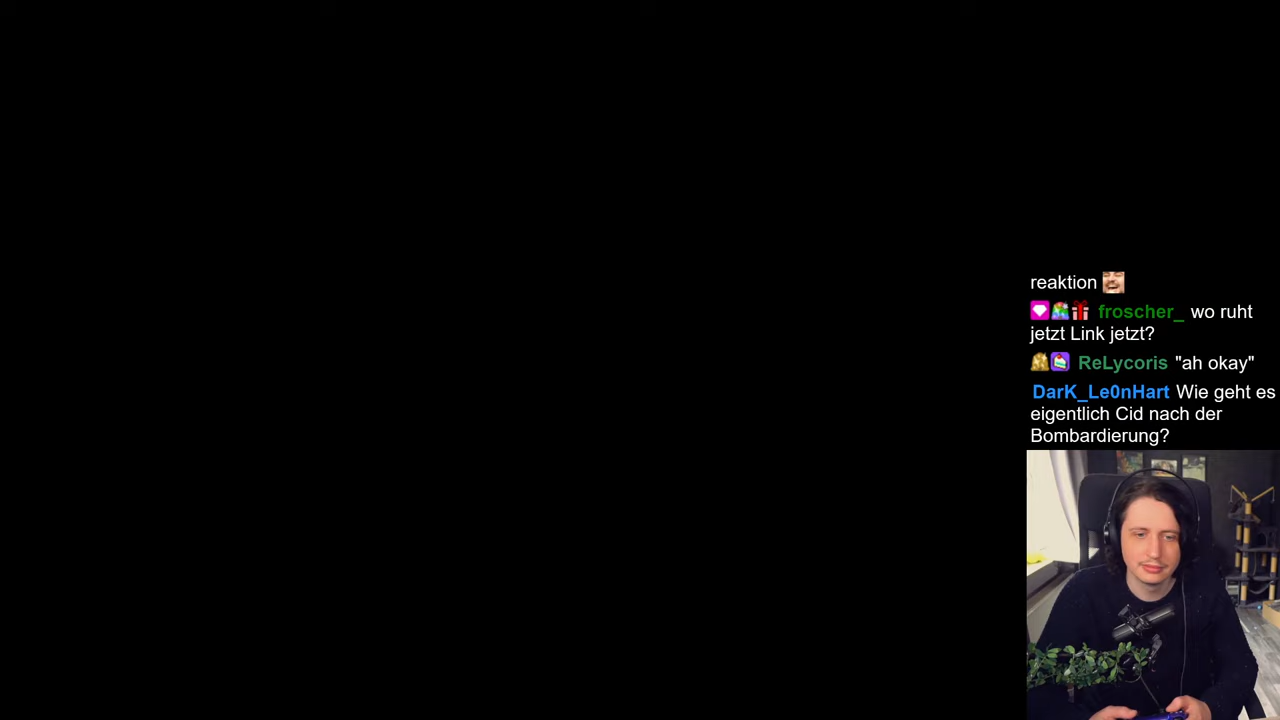 reaktion
froscher_ wo ruht
jetzt Link jetzt?
ReLycoris "ah okay"
DarK_Le0nHart Wie geht es
eigentlich Cid nach der
Bombardierung?